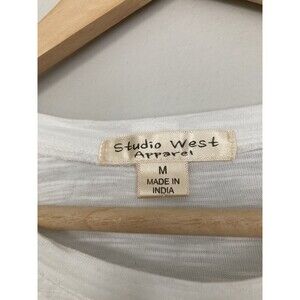 Studio West
Apparel
M
MADE IN
INDIA